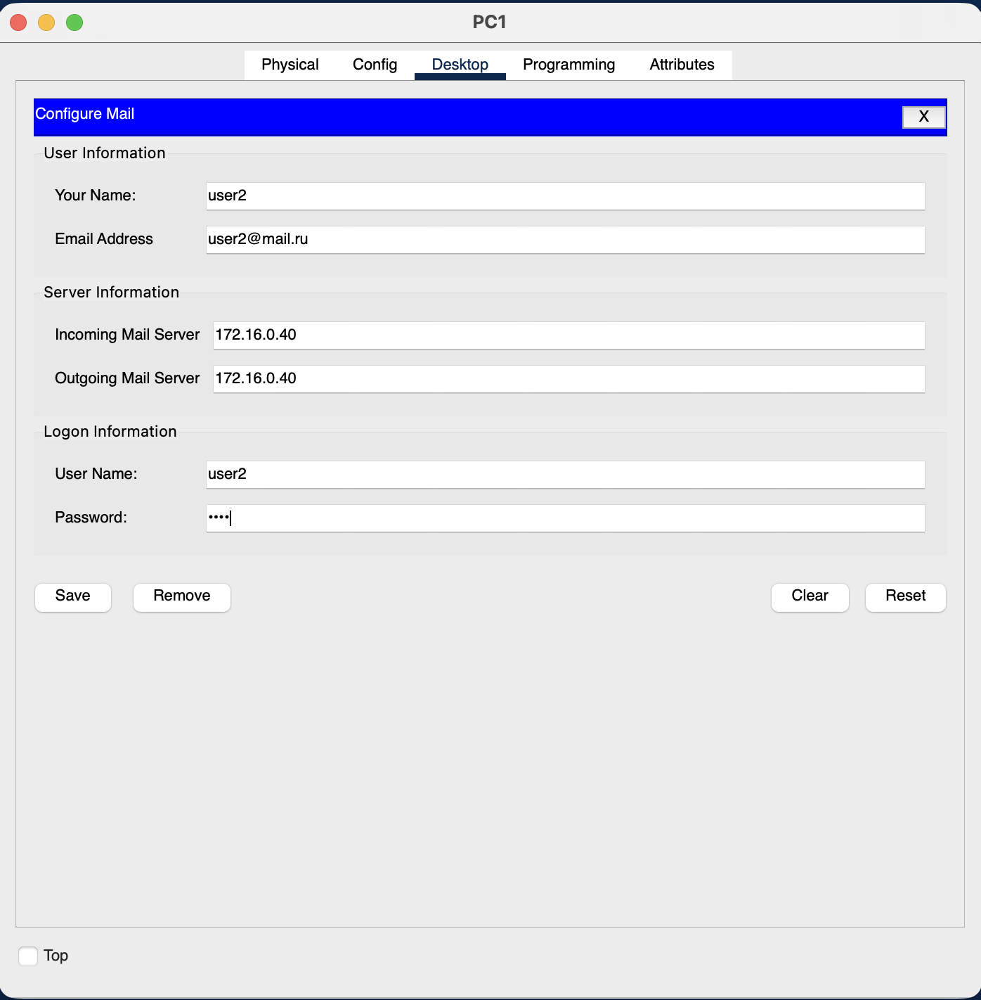 PC1
Physical Config Desktop Programming Attributes
Configure Mail X
User Information
Your Name: user2
Email Address user2@mail.ru
Server Information
Incoming Mail Server 172.16.0.40
Outgoing Mail Server 172.16.0.40
Logon Information
User Name: user2
Password: ••••
Save Remove Clear Reset
Top